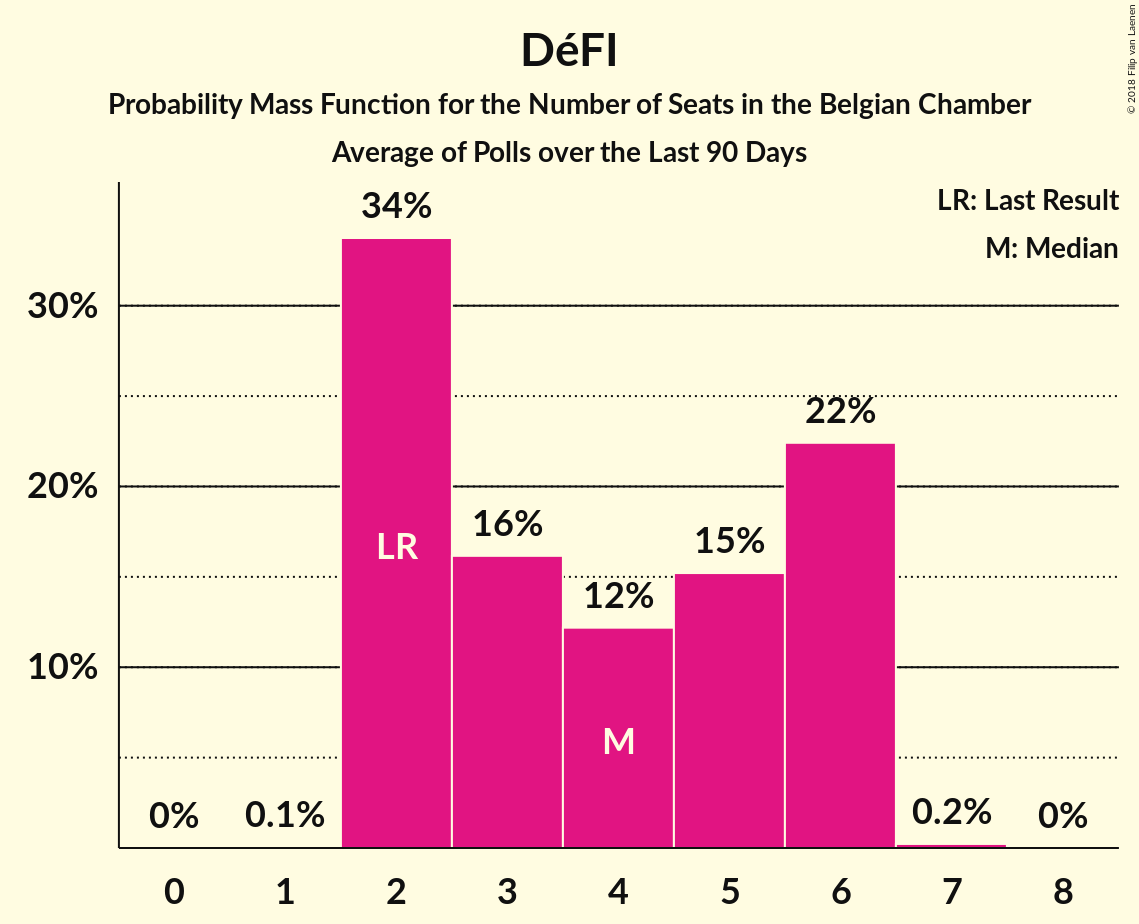 DéFI
Probability Mass Function for the Number of Seats in the Belgian Chamber
Average of Polls over the Last 90 Days
© 2018 Filip van Laenen
LR: Last Result
M: Median
34%
30%
22%
20%
16%
15%
LR
12%
10%
M
0%
0.1%
0.2%
0%
0 1 2 3 4 5 6 7 8